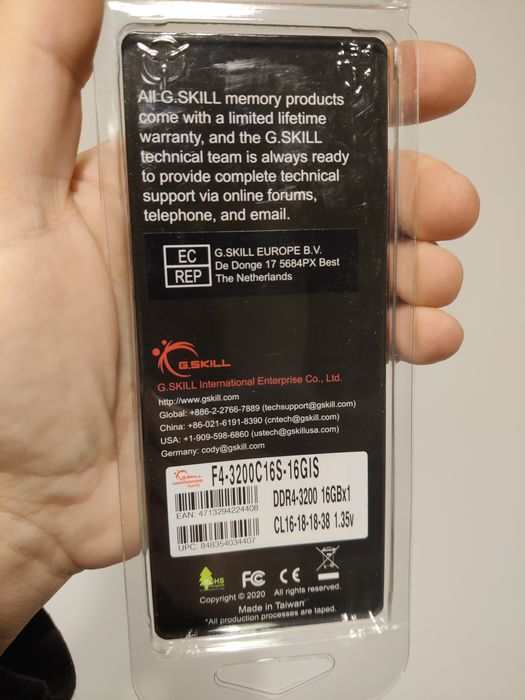 All G.SKILL memory products
come with a limited lifetime
warranty, and the G.SKILL
technical team is always ready
to provide complete technical
support via online forums,
telephone, and email.
EC
REP
G.SKILL EUROPE B.V.
De Donge 17 5684PX Best
The Netherlands
G.SKILL
G.SKILL International Enterprise Co., Ltd.
http://www.gskill.com
Global: +886-2-2766-7889 (techsupport@gskill.com)
China: +86-021-6191-8390 (cntech@gskill.com)
USA: +1-909-598-6860 (ustech@gskillusa.com)
Germany: cody@gskill.com
G.SKILL
RoHS
F4-3200C16S-16GIS
EAN: 4713294224408
DDR4-3200 16GBx1
UPC: 848354034407
CL16-18-18-38 1.35v
RoHS
FC CE
Copyright © 2020 All rights reserved.
Made in Taiwan
*All production processes are taped.